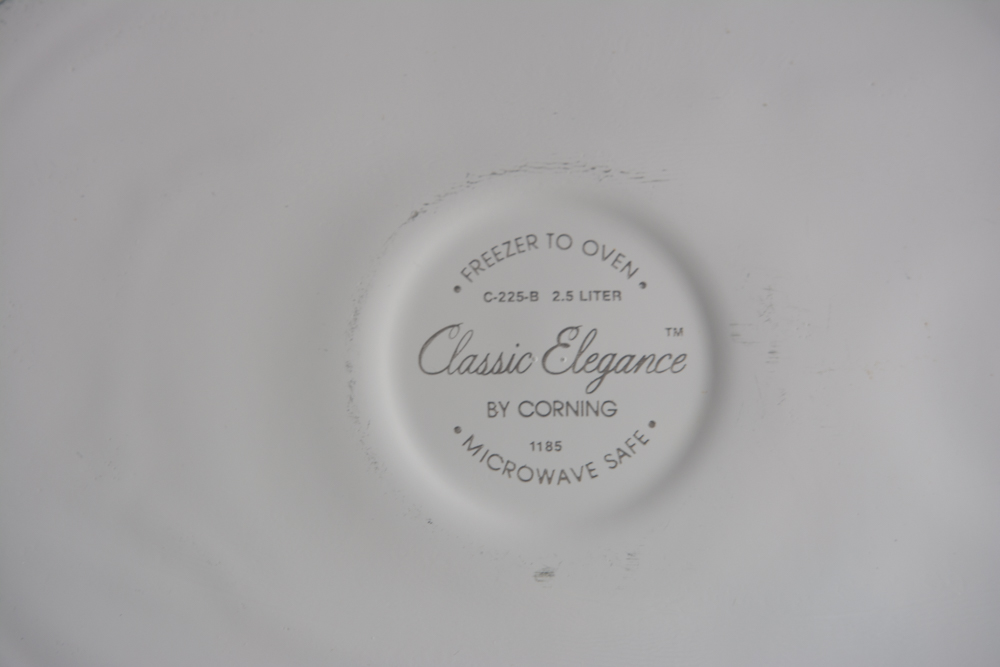 • FREEZER TO OVEN •
C-225-B 2.5 LITER
Classic Elegance™
BY CORNING
1185
• MICROWAVE SAFE •